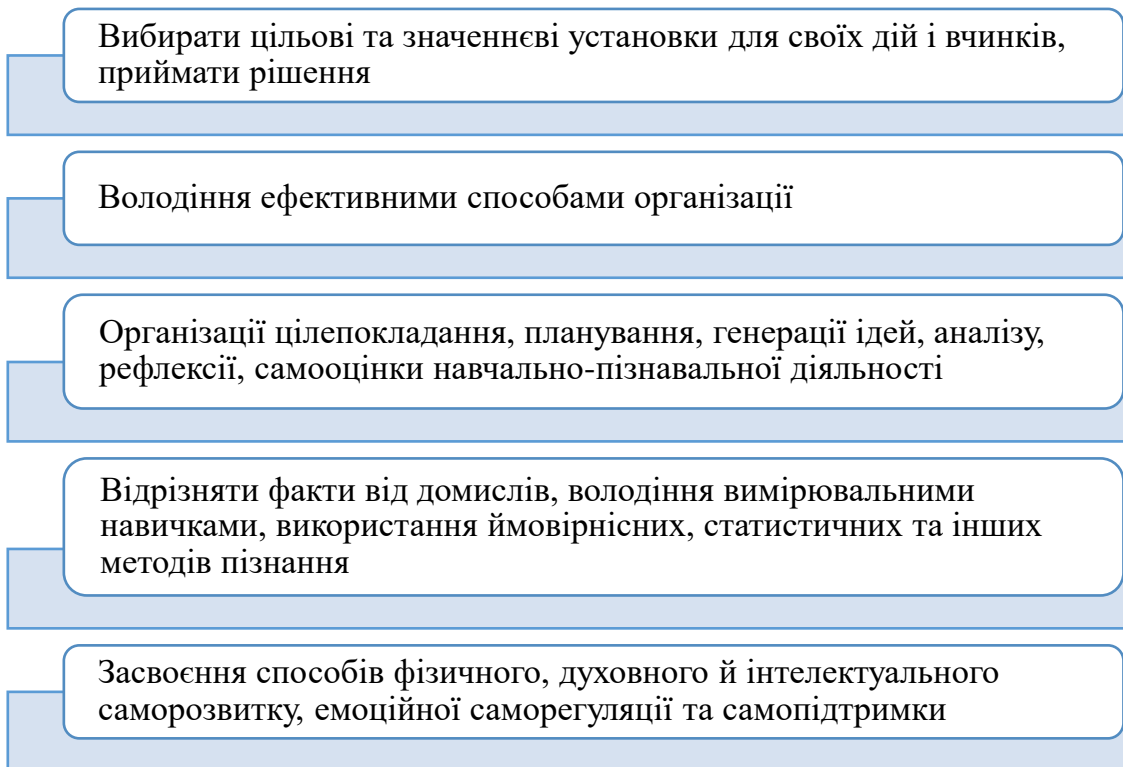 Вибирати цільові та значеннєві установки для своїх дій і вчинків,
приймати рішення
Володіння ефективними способами організації
Організації цілепокладання, планування, генерації ідей, аналізу,
рефлексії, самооцінки навчально-пізнавальної діяльності
Відрізняти факти від домислів, володіння вимірювальними
навичками, використання ймовірнісних, статистичних та інших
методів пізнання
Засвоєння способів фізичного, духовного й інтелектуального
саморозвитку, емоційної саморегуляції та самопідтримки